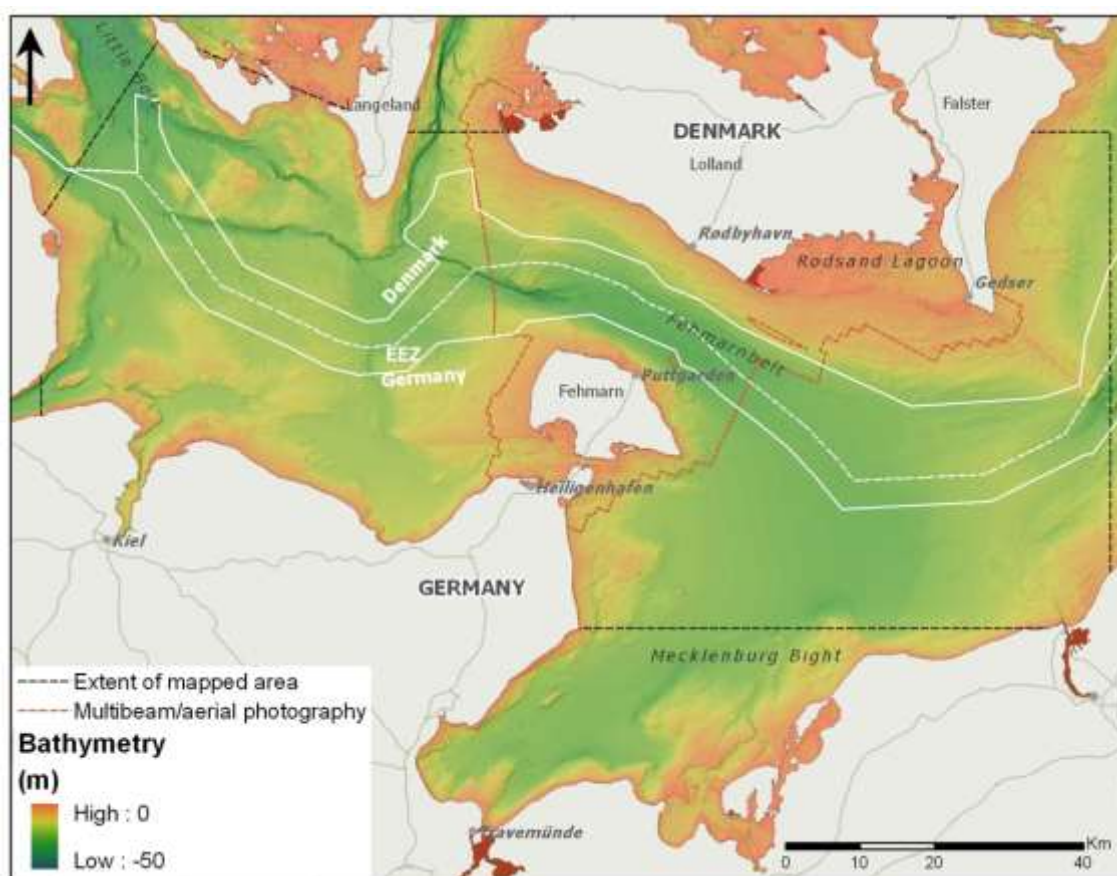 Little Belt
Langeland
Falster
DENMARK
Lolland
Rødbyhavn
Rødsand Lagoon
Gedser
Denmark
EEZ
Germany
Fehmarnbelt
Puttgarden
Fehmarn
Heiligenhafen
Kiel
GERMANY
Mecklenburg Bight
Extent of mapped area
Multibeam/aerial photography
Bathymetry
(m)
High : 0
Low : -50
Travemünde
Km
0 10 20 40